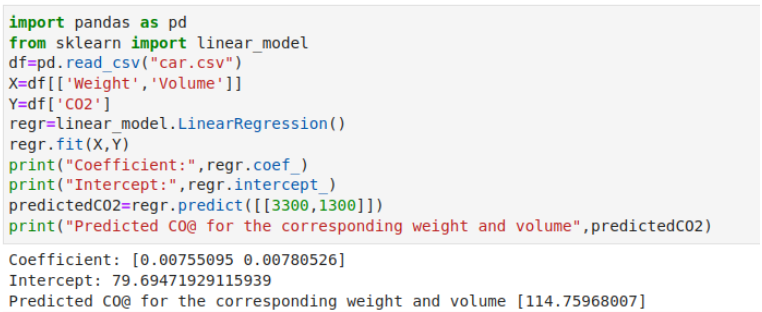 import pandas as pd
from sklearn import linear_model
df=pd.read_csv("car.csv")
X=df[['Weight','Volume']]
Y=df['CO2']
regr=linear_model.LinearRegression()
regr.fit(X,Y)
print("Coefficient:",regr.coef_)
print("Intercept:",regr.intercept_)
predictedCO2=regr.predict([[3300,1300]])
print("Predicted CO@ for the corresponding weight and volume",predictedCO2)
Coefficient: [0.00755095 0.00780526]
Intercept: 79.69471929115939
Predicted CO@ for the corresponding weight and volume [114.75968007]